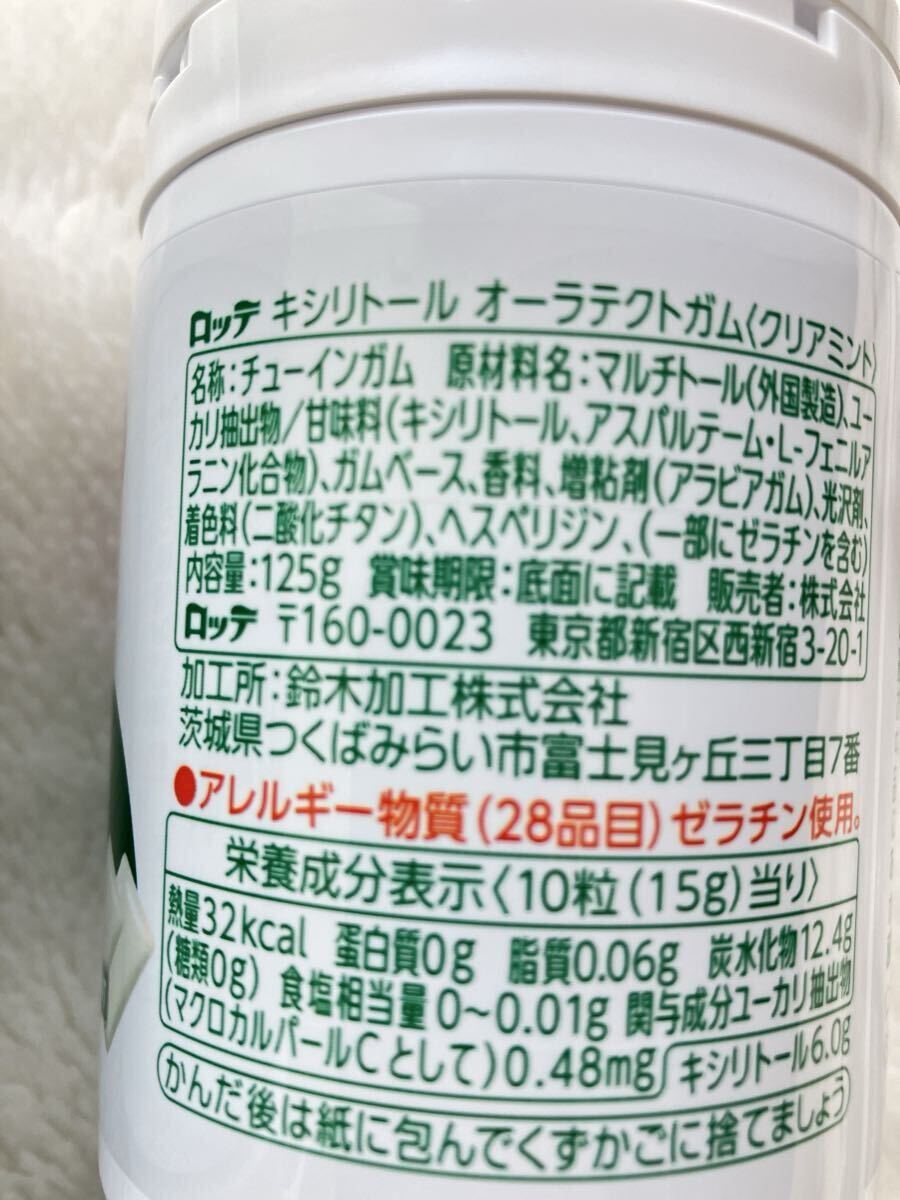 ロッテ キシリトール オーラテクトガム〈クリアミント〉
名称：チューインガム 原材料名：マルチトール(外国製造)、ユー
カリ抽出物／甘味料(キシリトール、アスパルテーム・L-フェニルア
ラニン化合物)、ガムベース、香料、増粘剤(アラビアガム)、光沢剤、
着色料(二酸化チタン)、ヘスペリジン、(一部にゼラチンを含む)
内容量：125g 賞味期限：底面に記載 販売者：株式会社
ロッテ 〒160-0023 東京都新宿区西新宿3-20-1
加工所：鈴木加工株式会社
茨城県つくばみらい市富士見ヶ丘三丁目7番
●アレルギー物質(28品目)ゼラチン使用。
栄養成分表示〈10粒(15g)当り〉
熱量32kcal 蛋白質0g 脂質0.06g 炭水化物12.4g
(糖類0g) 食塩相当量 0〜0.01g 関与成分ユーカリ抽出物
(マクロカルパールCとして)0.48mg キシリトール6.0g
かんだ後は紙に包んでくずかごに捨てましょう